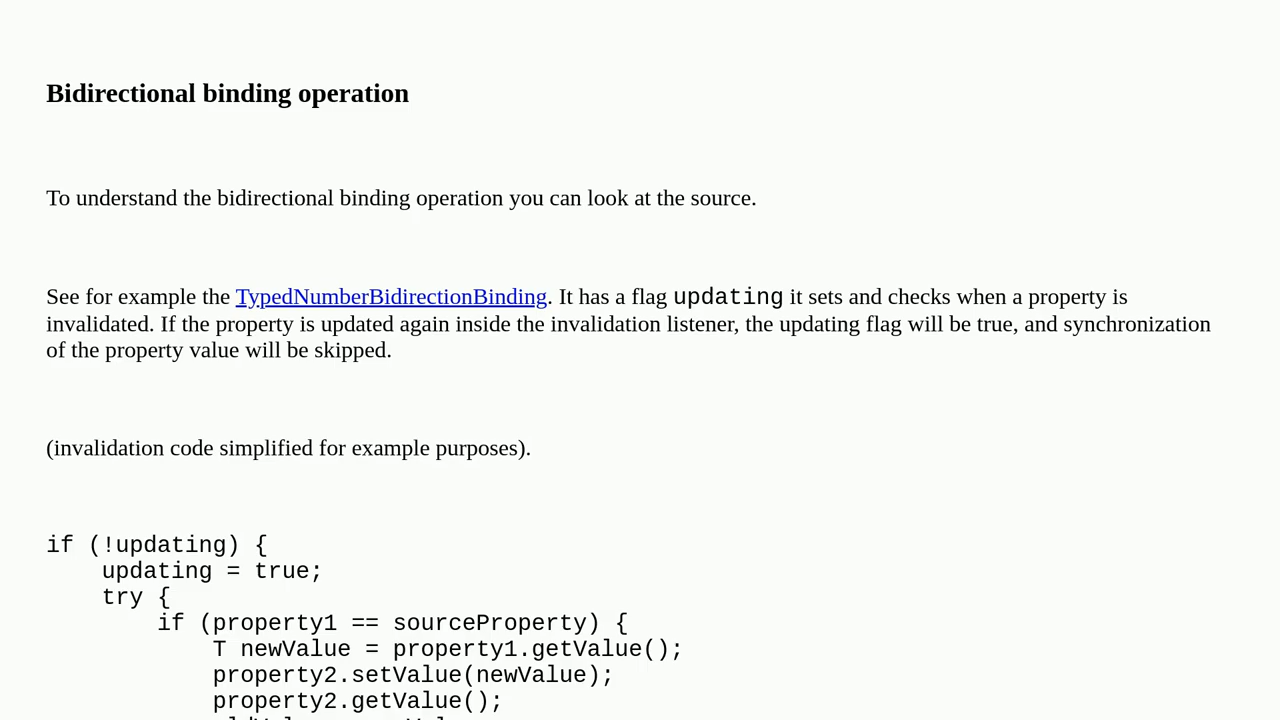 Bidirectional binding operation
To understand the bidirectional binding operation you can look at the source.
See for example the TypedNumberBidirectionBinding. It has a flag updating it sets and checks when a property is
invalidated. If the property is updated again inside the invalidation listener, the updating flag will be true, and synchronization
of the property value will be skipped.
(invalidation code simplified for example purposes).
if (!updating) {
    updating = true;
    try {
        if (property1 == sourceProperty) {
            T newValue = property1.getValue();
            property2.setValue(newValue);
            property2.getValue();